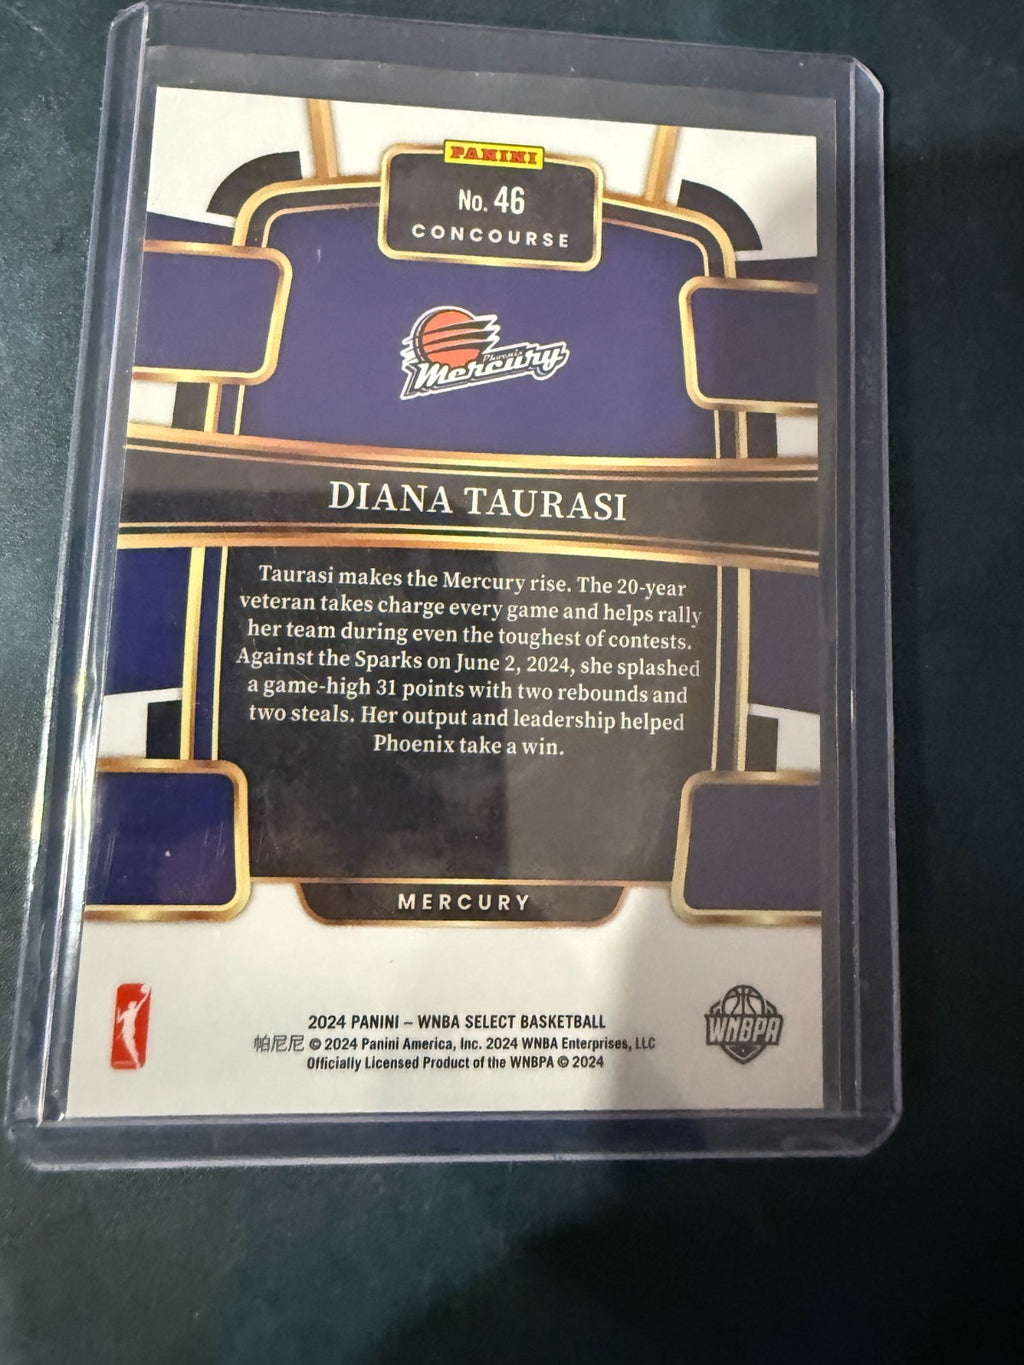 PANINI
No. 46
CONCOURSE
Phoenix
Mercury
DIANA TAURASI
Taurasi makes the Mercury rise. The 20-year
veteran takes charge every game and helps rally
her team during even the toughest of contests.
Against the Sparks on June 2, 2024, she splashed
a game-high 31 points with two rebounds and
two steals. Her output and leadership helped
Phoenix take a win.
MERCURY
2024 PANINI – WNBA SELECT BASKETBALL
帕尼尼 © 2024 Panini America, Inc. 2024 WNBA Enterprises, LLC
Officially Licensed Product of the WNBPA © 2024
WNBPA